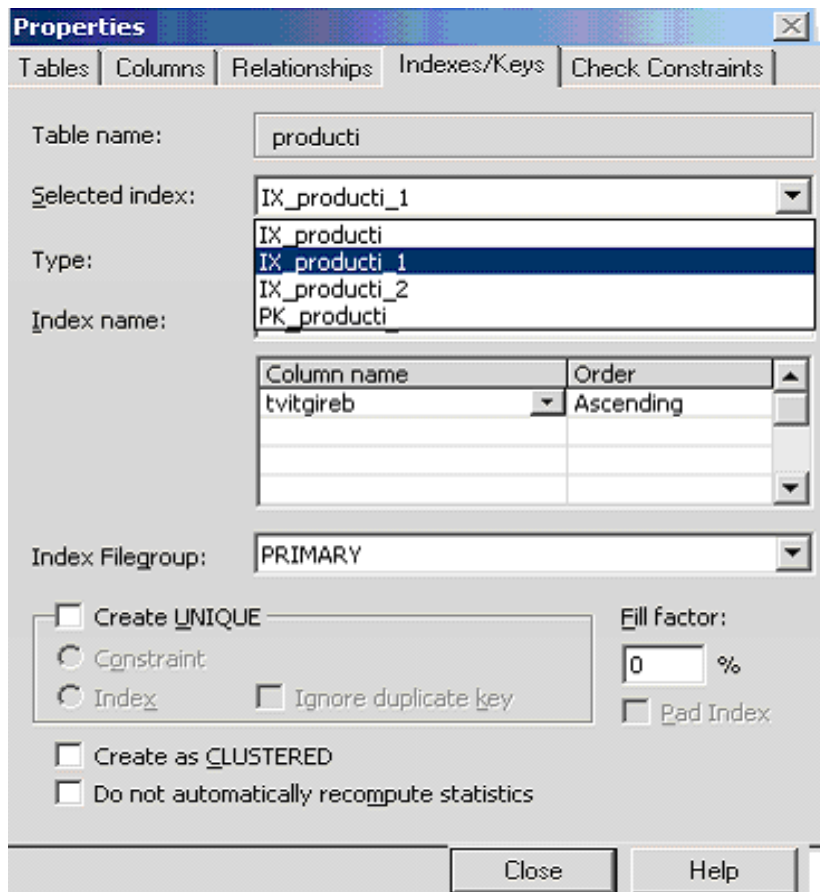 Properties
Tables Columns Relationships Indexes/Keys Check Constraints
Table name: producti
Selected index: IX_producti_1
IX_producti
Type: IX_producti_1
IX_producti_2
Index name: PK_producti
Column name Order
tvitgireb Ascending
Index Filegroup: PRIMARY
Create UNIQUE Fill factor:
Constraint 0 %
Index Ignore duplicate key Pad Index
Create as CLUSTERED
Do not automatically recompute statistics
Close Help